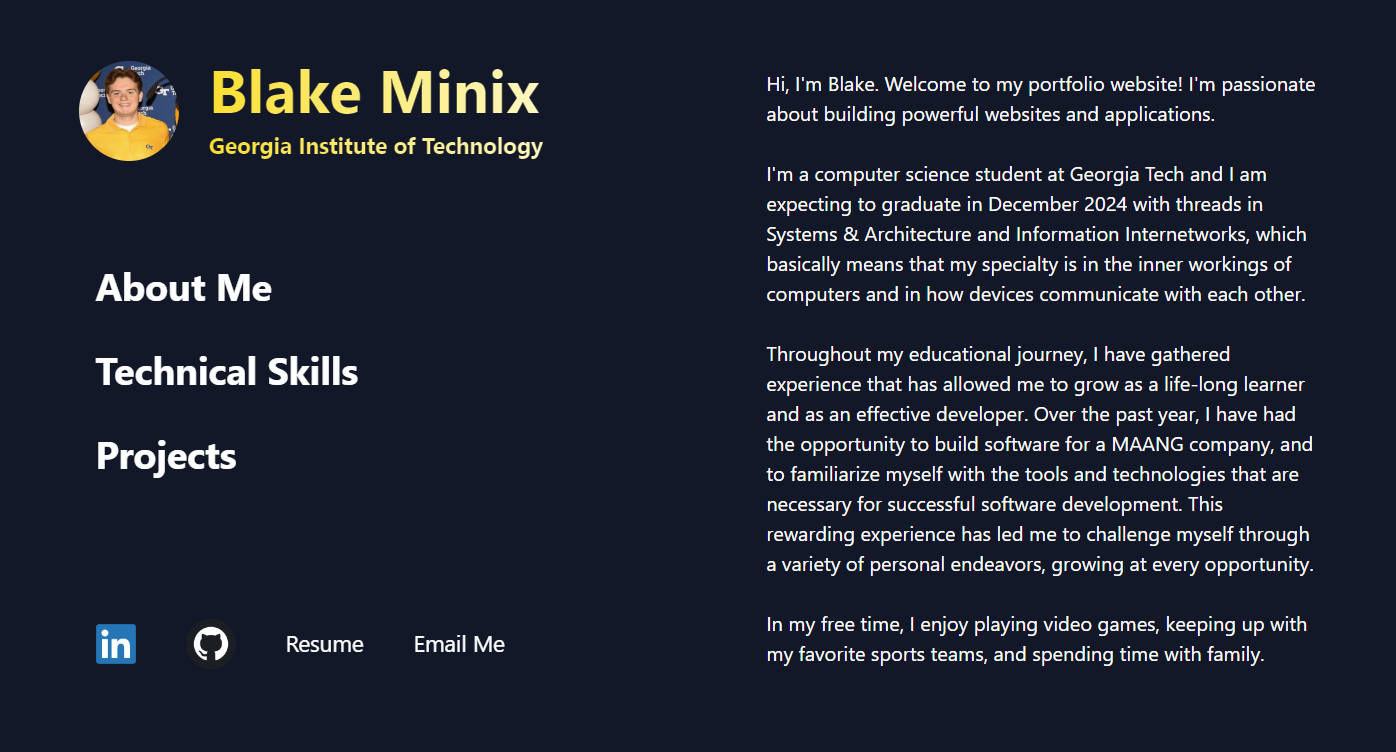 Blake Minix
Georgia Institute of Technology
About Me
Technical Skills
Projects
in
Resume
Email Me
Hi, I'm Blake. Welcome to my portfolio website! I'm passionate
about building powerful websites and applications.
I'm a computer science student at Georgia Tech and I am
expecting to graduate in December 2024 with threads in
Systems & Architecture and Information Internetworks, which
basically means that my specialty is in the inner workings of
computers and in how devices communicate with each other.
Throughout my educational journey, I have gathered
experience that has allowed me to grow as a life-long learner
and as an effective developer. Over the past year, I have had
the opportunity to build software for a MAANG company, and
to familiarize myself with the tools and technologies that are
necessary for successful software development. This
rewarding experience has led me to challenge myself through
a variety of personal endeavors, growing at every opportunity.
In my free time, I enjoy playing video games, keeping up with
my favorite sports teams, and spending time with family.